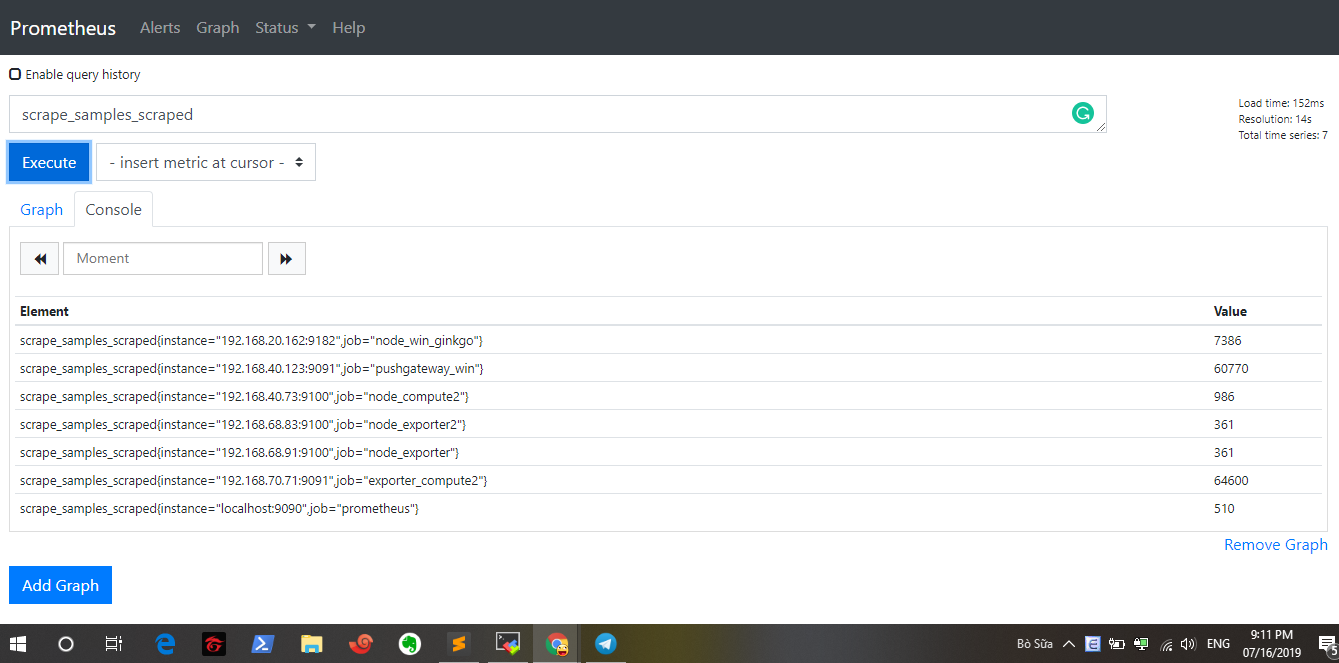 Prometheus Alerts Graph Status Help
Enable query history
scrape_samples_scraped
Load time: 152ms
Resolution: 14s
Total time series: 7
Execute - insert metric at cursor -
Graph Console
Moment
Element Value
scrape_samples_scraped{instance="192.168.20.162:9182",job="node_win_ginkgo"} 7386
scrape_samples_scraped{instance="192.168.40.123:9091",job="pushgateway_win"} 60770
scrape_samples_scraped{instance="192.168.40.73:9100",job="node_compute2"} 986
scrape_samples_scraped{instance="192.168.68.83:9100",job="node_exporter2"} 361
scrape_samples_scraped{instance="192.168.68.91:9100",job="node_exporter"} 361
scrape_samples_scraped{instance="192.168.70.71:9091",job="exporter_compute2"} 64600
scrape_samples_scraped{instance="localhost:9090",job="prometheus"} 510
Remove Graph
Add Graph
Bò Sữa ENG 9:11 PM
07/16/2019 5